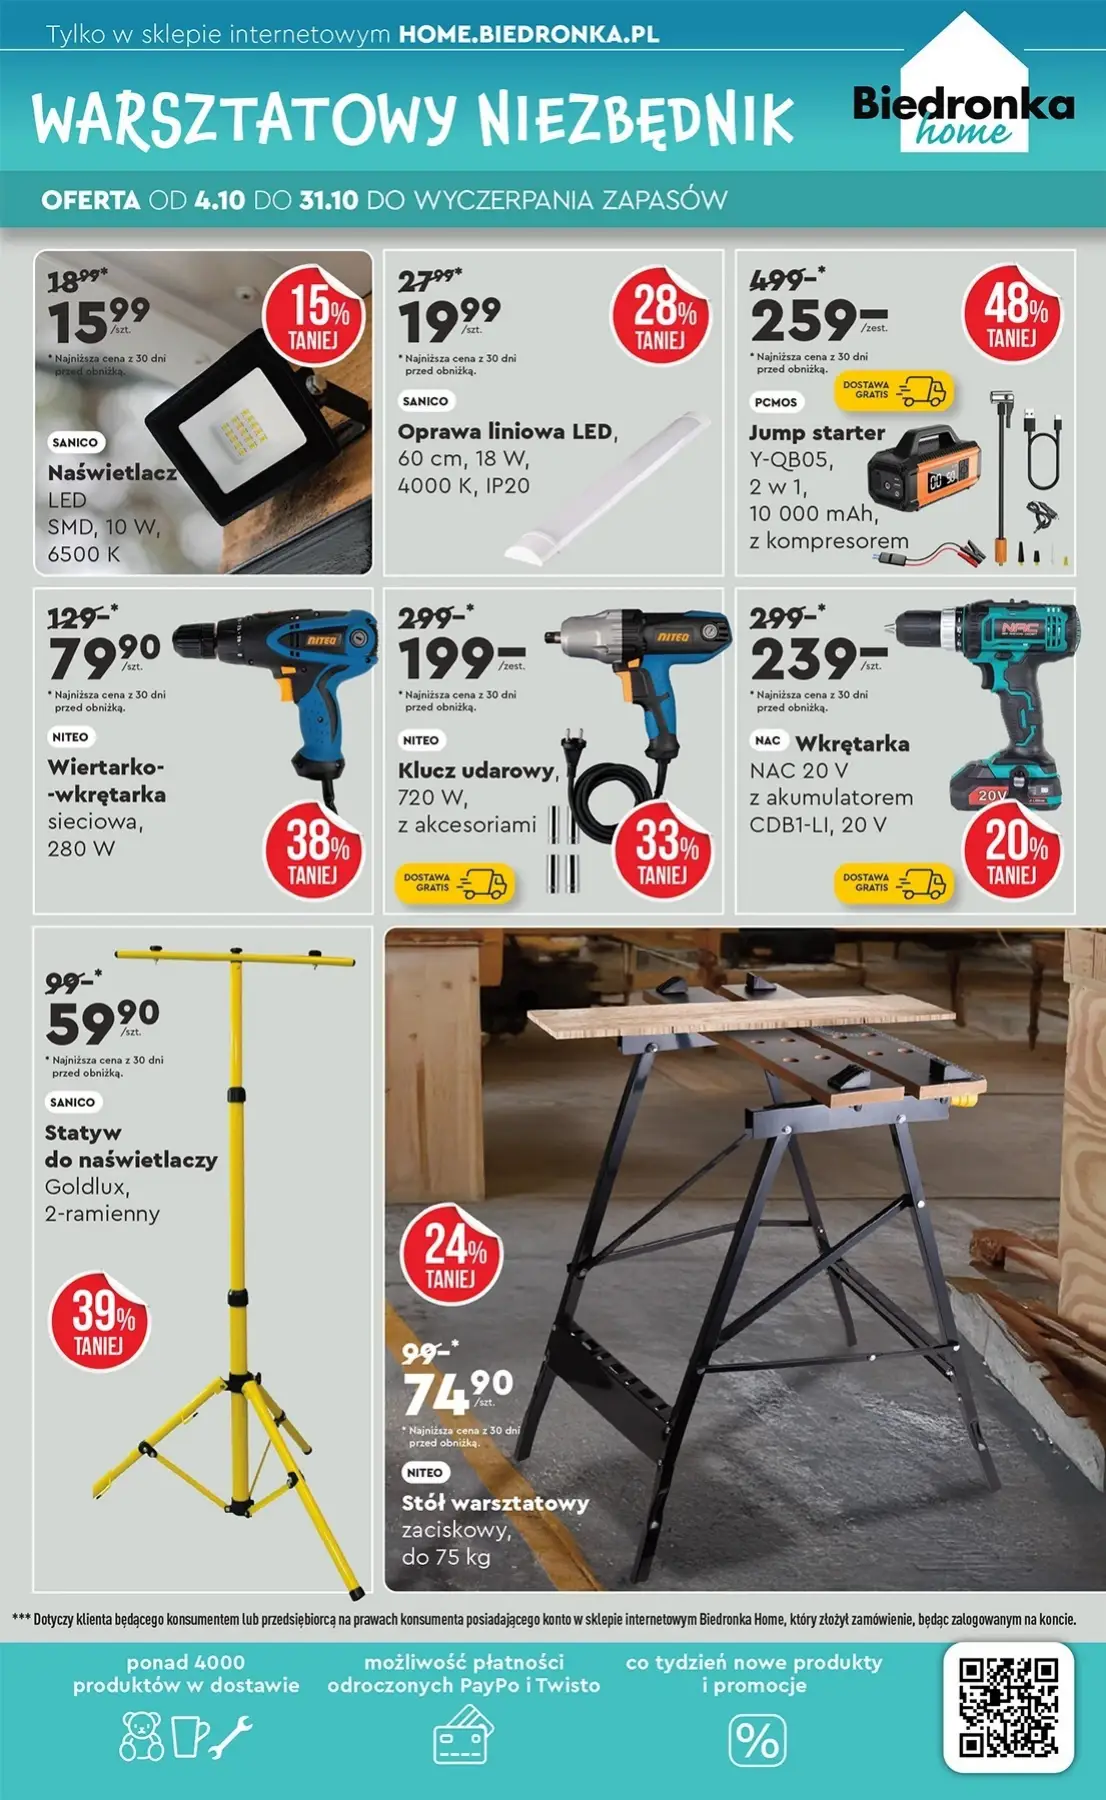 Tylko w sklepie internetowym HOME.BIEDRONKA.PL
WARSZTATOWY NIEZBĘDNIK
Biedronka
home
OFERTA OD 4.10 DO 31.10 DO WYCZERPANIA ZAPASÓW
18 99*
15 99
/szt.
15% TANIEJ
* Najniższa cena z 30 dni
przed obniżką.
SANICO
Naświetlacz
LED
SMD, 10 W,
6500 K
27 99*
19 99
/szt.
28% TANIEJ
* Najniższa cena z 30 dni
przed obniżką.
SANICO
Oprawa liniowa LED,
60 cm, 18 W,
4000 K, IP20
499-*
259-
/zest.
48% TANIEJ
* Najniższa cena z 30 dni
przed obniżką.
DOSTAWA
GRATIS
PCMOS
Jump starter
Y-QB05,
2 w 1,
10 000 mAh,
z kompresorem
129-*
79 90
/szt.
* Najniższa cena z 30 dni
przed obniżką.
NITEO
NITEO
Wiertarko-
-wkrętarka
sieciowa,
280 W
38% TANIEJ
299-*
199-
/zest.
* Najniższa cena z 30 dni
przed obniżką.
NITEO
NITEO
Klucz udarowy,
720 W,
z akcesoriami
DOSTAWA
GRATIS
33% TANIEJ
299-*
239-
/szt.
* Najniższa cena z 30 dni
przed obniżką.
NAC
NAC
Wkrętarka
NAC 20 V
z akumulatorem
CDB1-LI, 20 V
20V
DOSTAWA
GRATIS
20% TANIEJ
99-*
59 90
/szt.
* Najniższa cena z 30 dni
przed obniżką.
SANICO
Statyw
do naświetlaczy
Goldlux,
2-ramienny
39% TANIEJ
24% TANIEJ
99-*
74 90
/szt.
* Najniższa cena z 30 dni
przed obniżką.
NITEO
Stół warsztatowy
zaciskowy,
do 75 kg
*** Dotyczy klienta będącego konsumentem lub przedsiębiorcą na prawach konsumenta posiadającego konto w sklepie internetowym Biedronka Home, który złożył zamówienie, będąc zalogowanym na koncie.
ponad 4000
produktów w dostawie
możliwość płatności
odroczonych PayPo i Twisto
co tydzień nowe produkty
i promocje
%